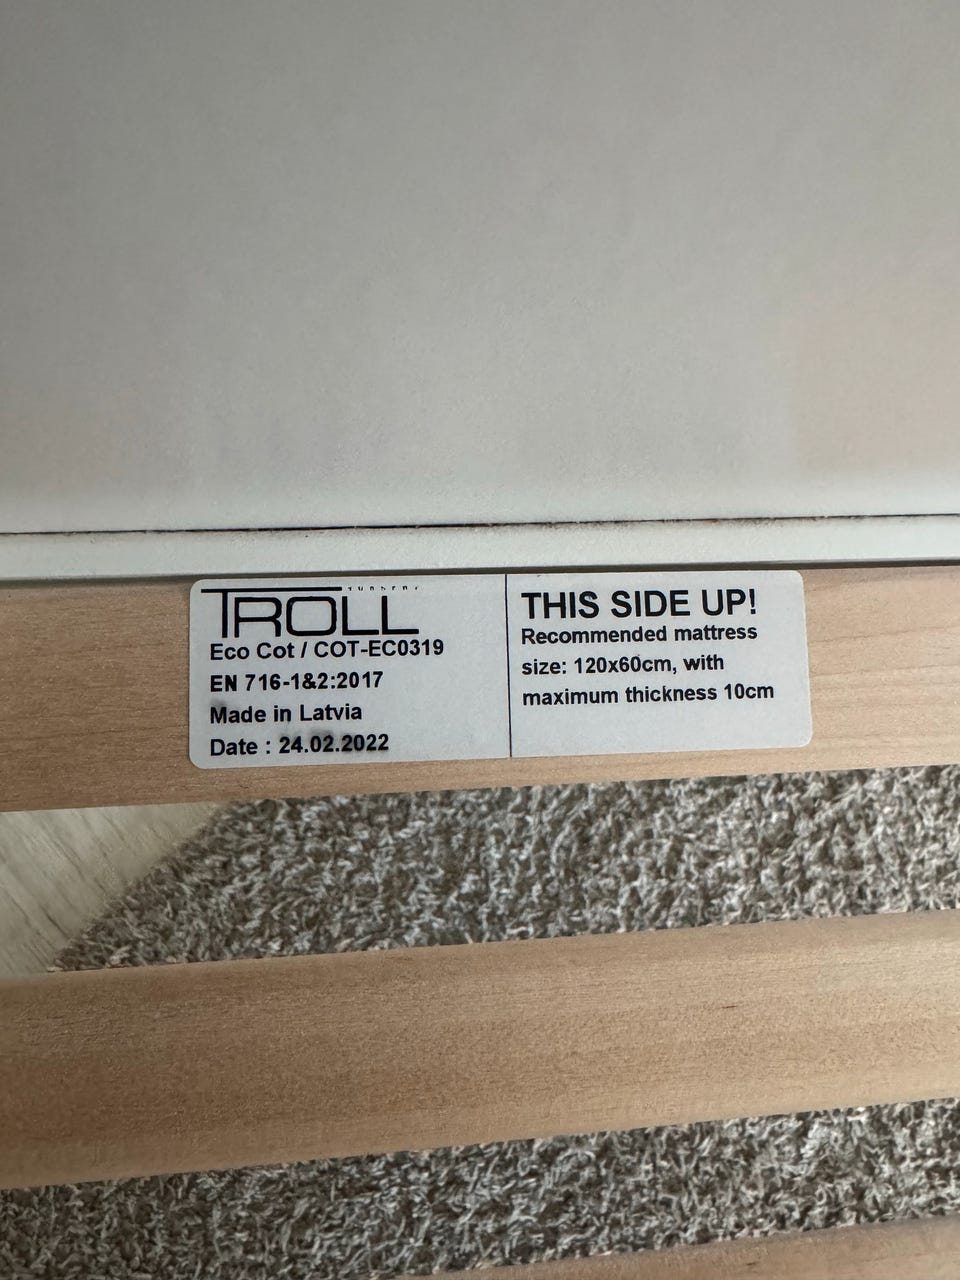 TROLL
NURSERY
Eco Cot / COT-EC0319
EN 716-1&2:2017
Made in Latvia
Date : 24.02.2022
THIS SIDE UP!
Recommended mattress
size: 120x60cm, with
maximum thickness 10cm